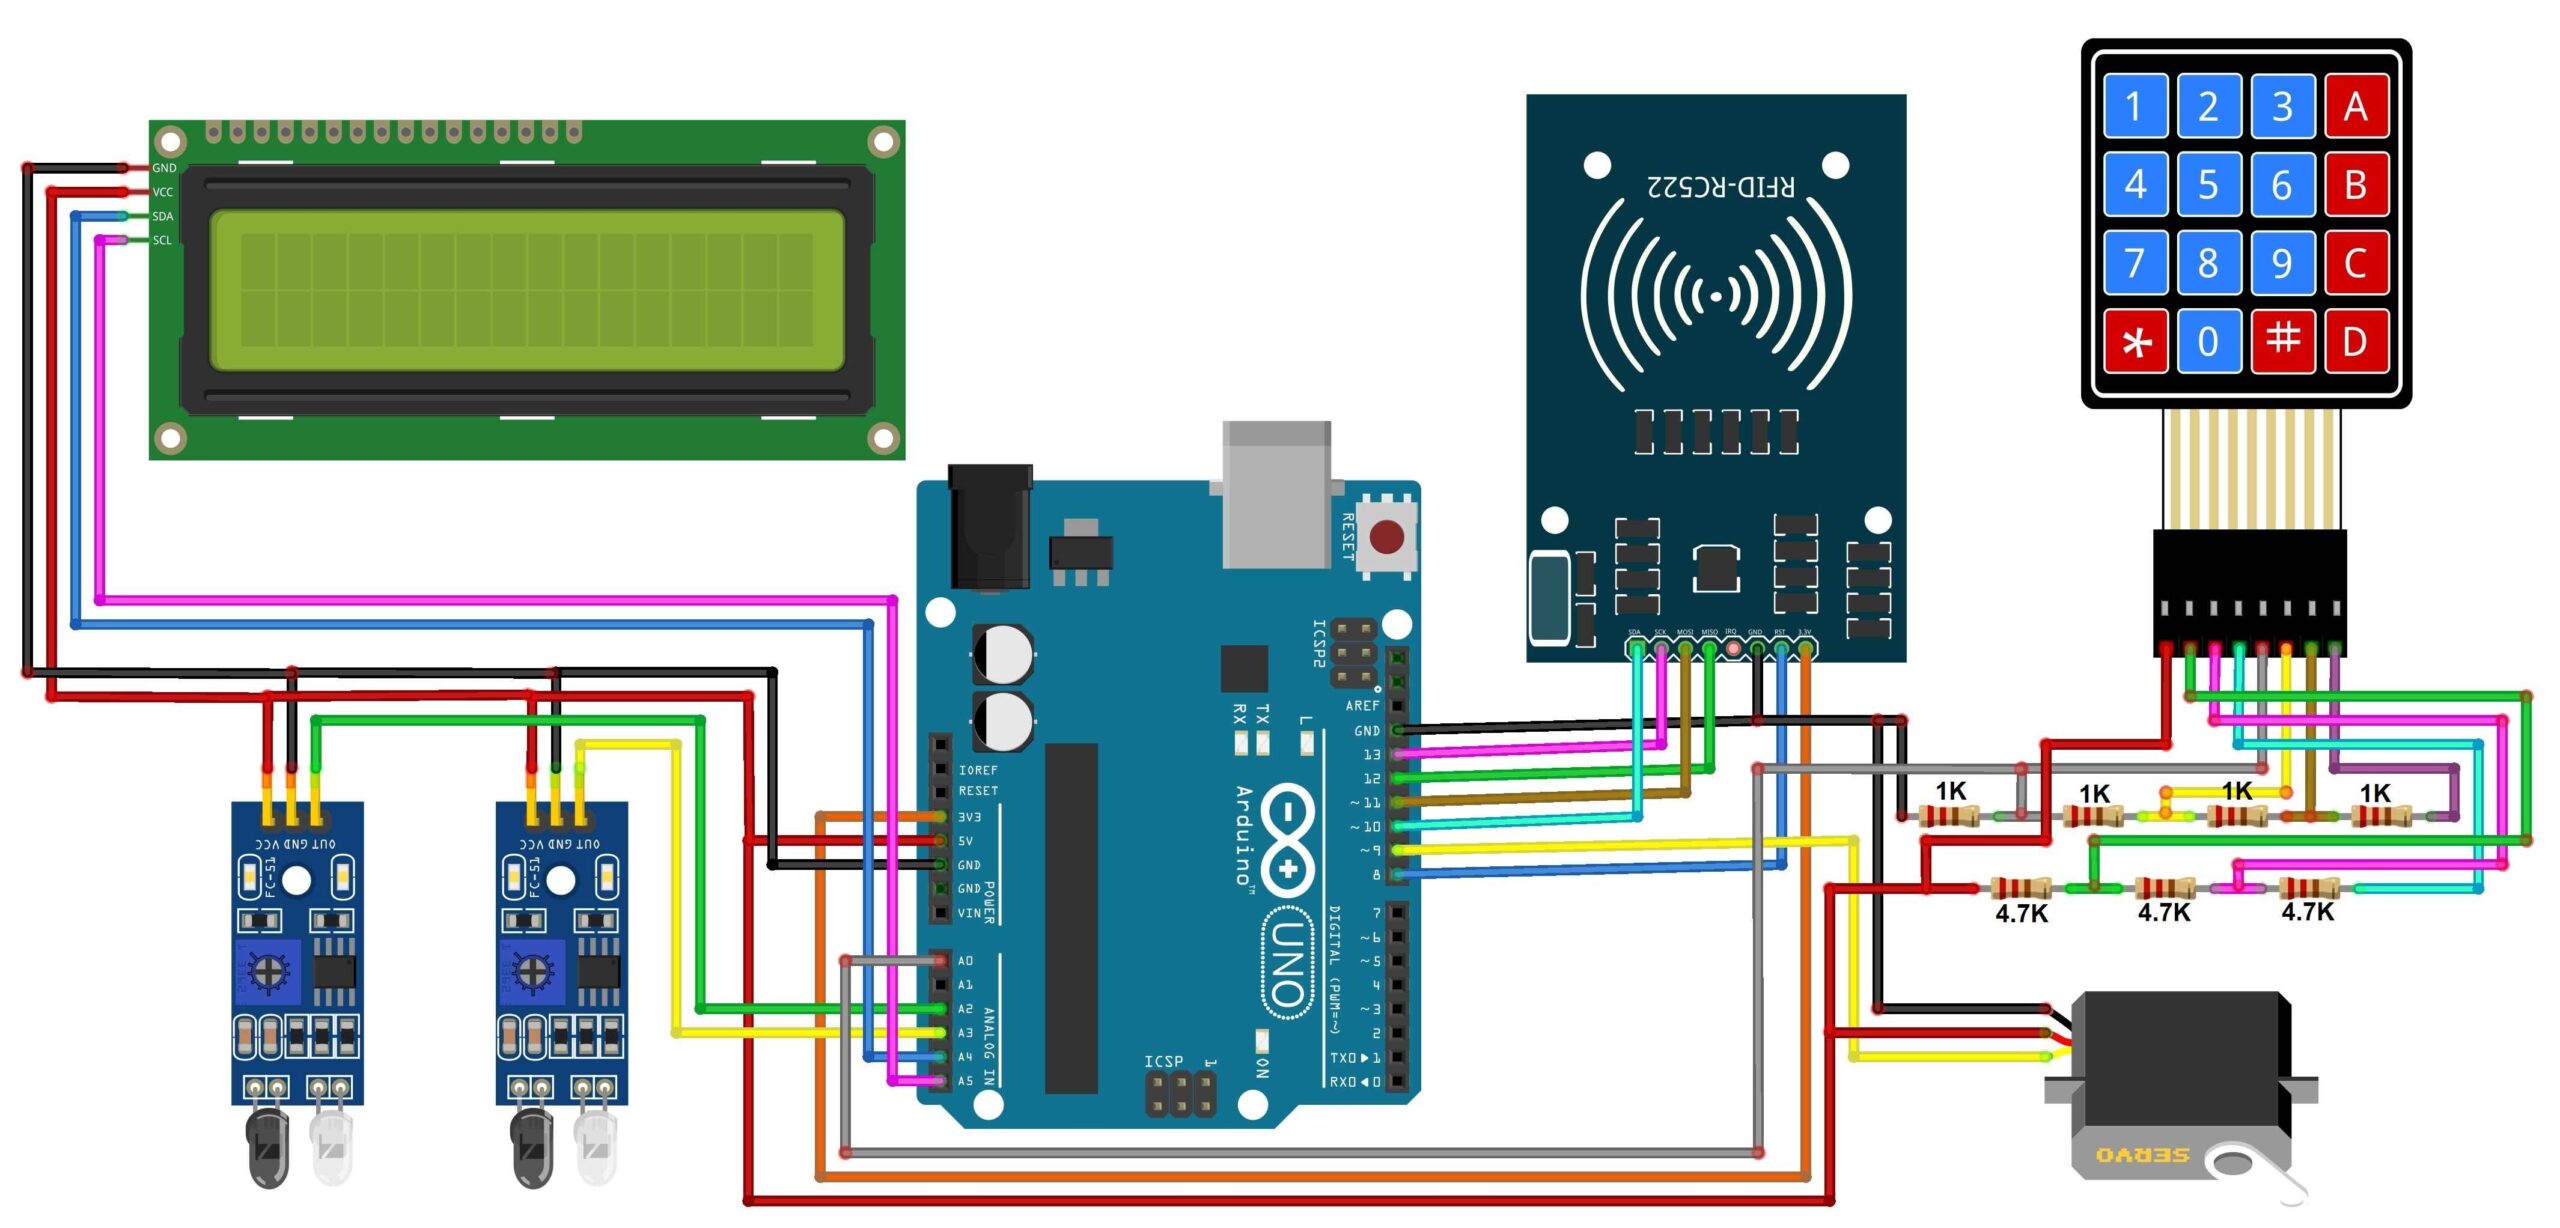 GND
VCC
SDA
SCL
RFID-RC522
SDA SCK MOSI MISO IRQ GND RST 3.3V
1 2 3 A
4 5 6 B
7 8 9 C
* 0 # D
RESET
ICSP2
AREF
GND
13
12
~11
~10
~9
8
7
~6
~5
4
~3
2
TX0▶1
RX0◀0
RX
TX
L
IOREF
RESET
3V3
5V
GND
GND
VIN
POWER
A0
A1
A2
A3
A4
A5
ANALOG IN
Arduino™
UNO
DIGITAL (PWM=~)
ICSP
1
ON
VCC GND OUT
FC-51
VCC GND OUT
FC-51
1K
1K
1K
1K
4.7K
4.7K
4.7K
SERVO